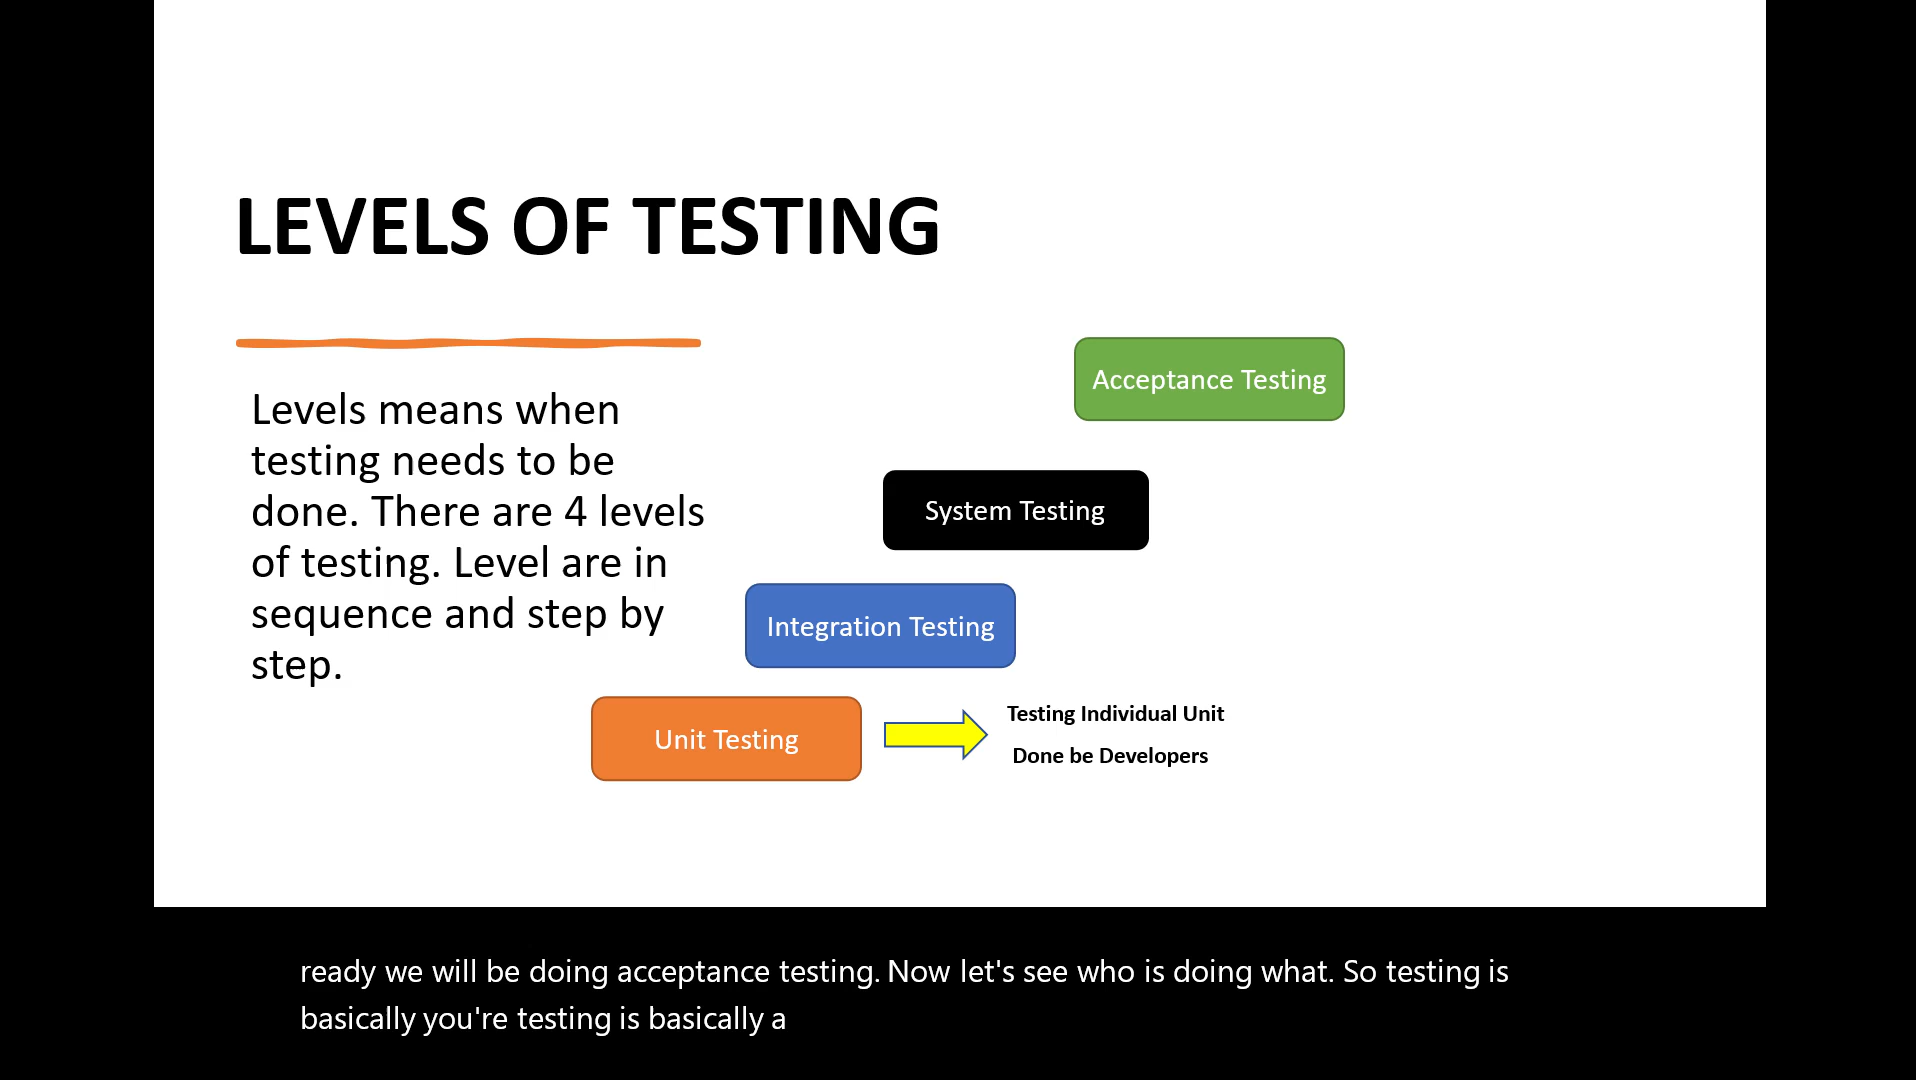 LEVELS OF TESTING
Levels means when
testing needs to be
done. There are 4 levels
of testing. Level are in
sequence and step by
step.
Acceptance Testing
System Testing
Integration Testing
Unit Testing
Testing Individual Unit
Done be Developers
ready we will be doing acceptance testing. Now let's see who is doing what. So testing is
basically you're testing is basically a